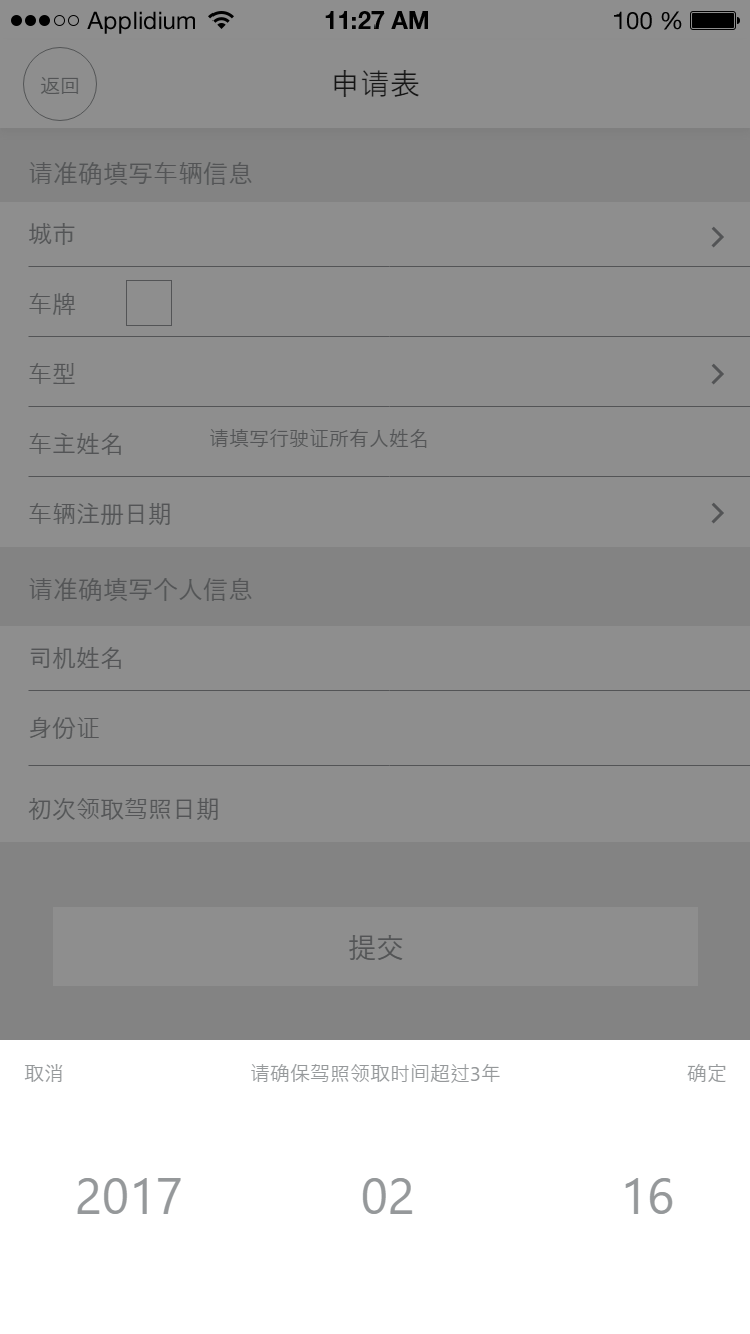 Applidium 11:27 AM 100 %
返回 申请表
请准确填写车辆信息
城市
车牌
车型
车主姓名 请填写行驶证所有人姓名
车辆注册日期
请准确填写个人信息
司机姓名
身份证
初次领取驾照日期
提交
取消 请确保驾照领取时间超过3年 确定
2017 02 16